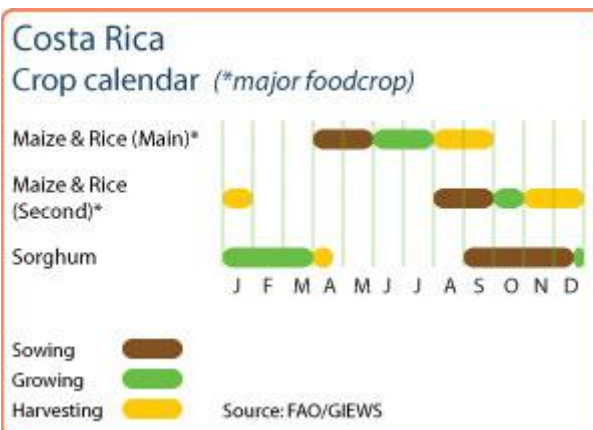 Costa Rica
Crop calendar (*major foodcrop)
Maize & Rice (Main)*
Maize & Rice
(Second)*
Sorghum
J F M A M J J A S O N D
Sowing
Growing
Harvesting
Source: FAO/GIEWS